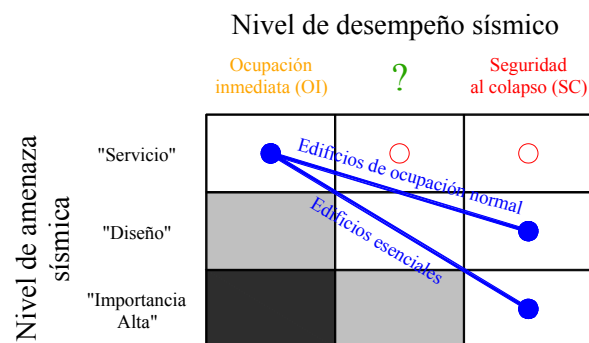 Nivel de desempeño sísmico
Ocupación
inmediata (OI)
?
Seguridad
al colapso (SC)
Nivel de amenaza
sísmica
"Servicio"
"Diseño"
"Importancia
Alta"
Edificios de ocupación normal
Edificios esenciales